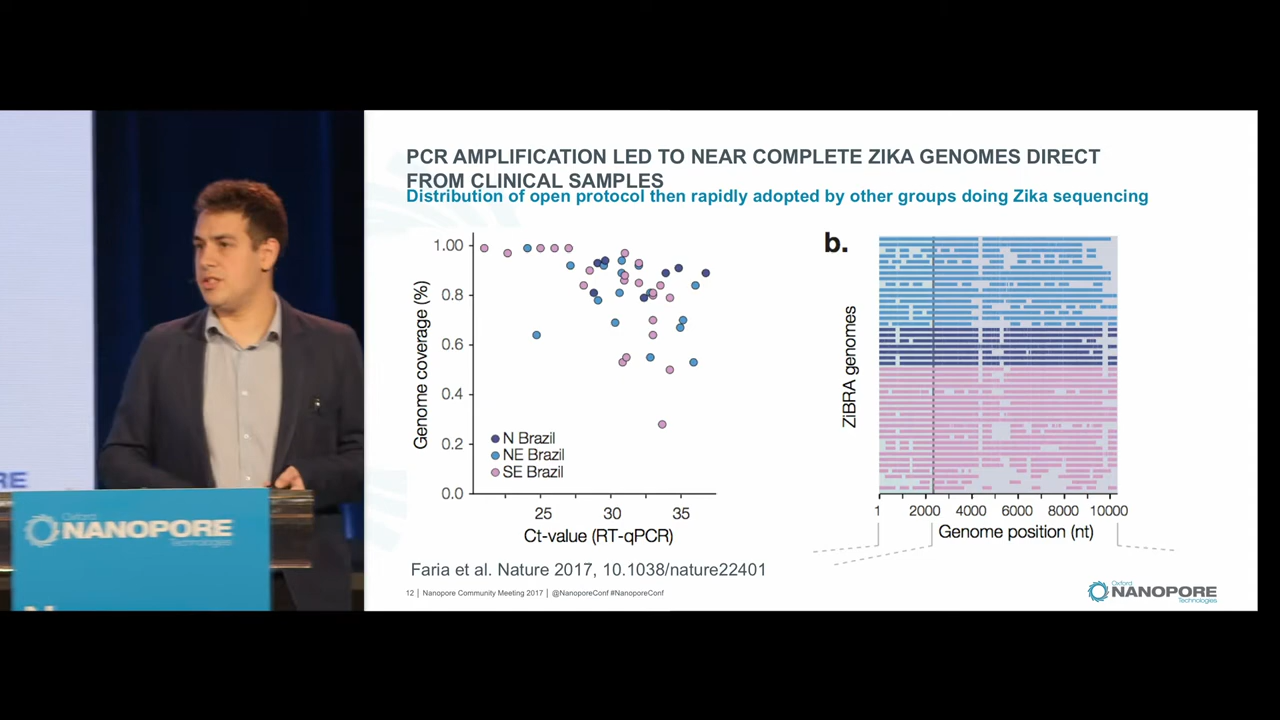 PCR AMPLIFICATION LED TO NEAR COMPLETE ZIKA GENOMES DIRECT
FROM CLINICAL SAMPLES
Distribution of open protocol then rapidly adopted by other groups doing Zika sequencing
1.00
0.8
0.6
0.4
0.2
0.0
Genome coverage (%)
N Brazil
NE Brazil
SE Brazil
25 30 35
Ct-value (RT-qPCR)
b.
ZiBRA genomes
1 2000 4000 6000 8000 10000
Genome position (nt)
Faria et al. Nature 2017, 10.1038/nature22401
12 | Nanopore Community Meeting 2017 | @NanoporeConf #NanoporeConf
Oxford
NANOPORE
Technologies
RE
Oxford
NANOPORE
Technologies